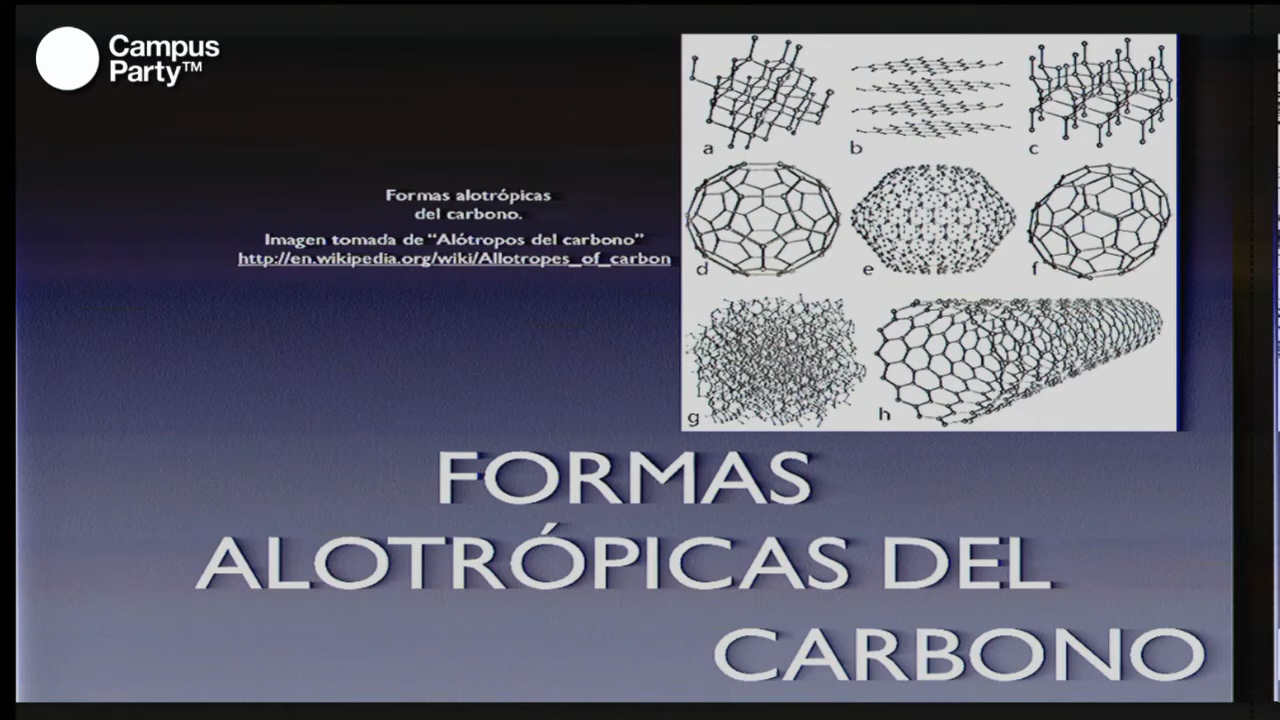 Campus
Party™
Formas alotrópicas
del carbono.
Imagen tomada de "Alótropos del carbono"
http://en.wikipedia.org/wiki/Allotropes_of_carbon
a b c
d e f
g h
FORMAS
ALOTRÓPICAS DEL
CARBONO